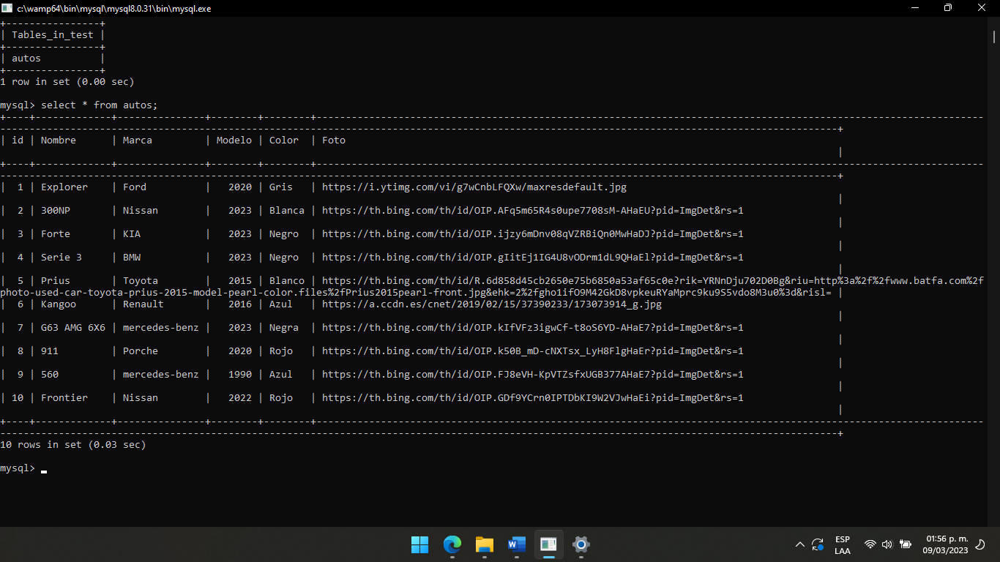 c:\wamp64\bin\mysql\mysql8.0.31\bin\mysql.exe
| Tables_in_test |
| autos |
1 row in set (0.00 sec)
mysql> select * from autos;
| id | Nombre | Marca | Modelo | Color | Foto |
| 1 | Explorer | Ford | 2020 | Gris | https://i.ytimg.com/vi/g7wCnbLFQXw/maxresdefault.jpg |
| 2 | 300NP | Nissan | 2023 | Blanca | https://th.bing.com/th/id/OIP.AFq5m65R4s0upe7708sM-AHaEU?pid=ImgDet&rs=1 |
| 3 | Forte | KIA | 2023 | Negro | https://th.bing.com/th/id/OIP.ijzy6mDnv08qVZRBiQn0MwHaDJ?pid=ImgDet&rs=1 |
| 4 | Serie 3 | BMW | 2023 | Negro | https://th.bing.com/th/id/OIP.gIitEj1IG4U8vODrm1dL9QHaEl?pid=ImgDet&rs=1 |
| 5 | Prius | Toyota | 2015 | Blanco | https://th.bing.com/th/id/R.6d858d45cb2650e75b6850a53af65c0e?rik=YRNnDju702D0Bg&riu=http%3a%2f%2fwww.batfa.com%2f
photo-used-car-toyota-prius-2015-model-pearl-color.files%2fPrius2015pearl-front.jpg&ehk=2%2fgho1ifO9M42GkD8vpkeuRYaMprc9ku9S5vdo8M3u0%3d&risl= |
| 6 | Kangoo | Renault | 2016 | Azul | https://a.ccdn.es/cnet/2019/02/15/37390233/173073914_g.jpg |
| 7 | G63 AMG 6X6 | mercedes-benz | 2023 | Negra | https://th.bing.com/th/id/OIP.kIfVFz3igwCf-t8oS6YD-AHaE7?pid=ImgDet&rs=1 |
| 8 | 911 | Porche | 2020 | Rojo | https://th.bing.com/th/id/OIP.k50B_mD-cNXTsx_LyH8FlgHaEr?pid=ImgDet&rs=1 |
| 9 | 560 | mercedes-benz | 1990 | Azul | https://th.bing.com/th/id/OIP.FJ8eVH-KpVTZsfxUGB377AHaE7?pid=ImgDet&rs=1 |
| 10 | Frontier | Nissan | 2022 | Rojo | https://th.bing.com/th/id/OIP.GDf9YCrn0IPTDbKI9W2VJwHaEi?pid=ImgDet&rs=1 |
10 rows in set (0.03 sec)
mysql>
ESP
LAA
01:56 p. m.
09/03/2023